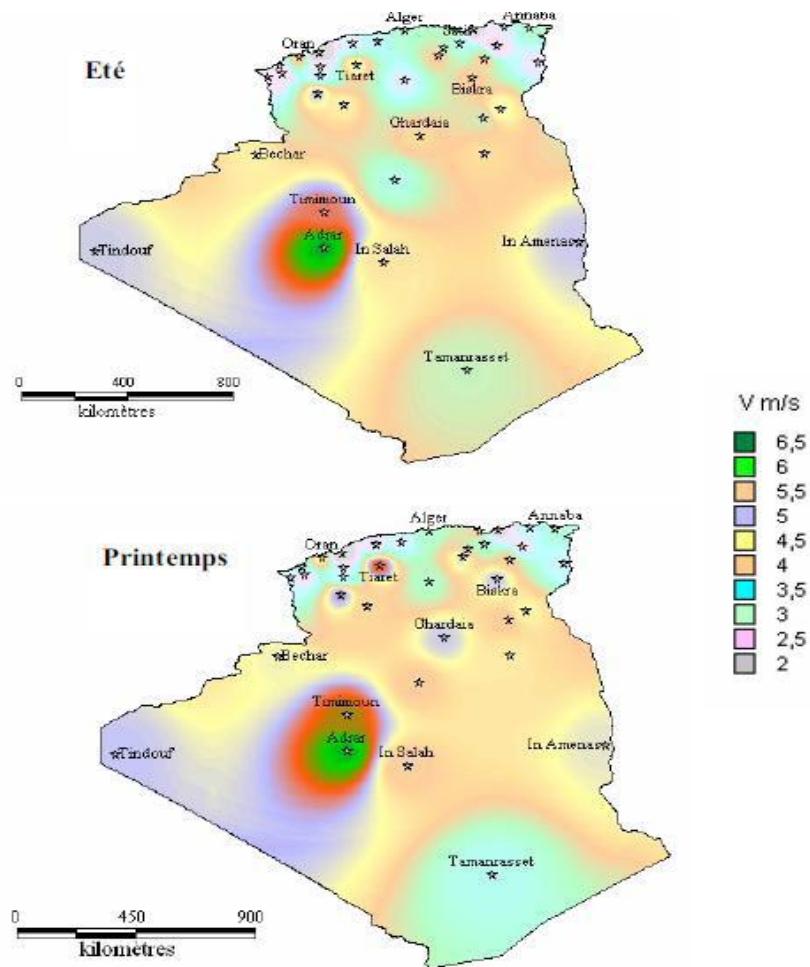 Alger
Annaba
Oran
Eté
Tiaret
Biskra
Ghardaia
Bechar
Timimoun
Adrar
In Salah
In Amenas
Tindouf
Tamanrasset
0 400 800
kilomètres
V m/s
6,5
6
5,5
5
4,5
4
3,5
3
2,5
2
Alger
Annaba
Oran
Printemps
Tiaret
Biskra
Ghardaia
Bechar
Timimoun
Adrar
In Salah
In Amenas
Tindouf
Tamanrasset
0 450 900
kilomètres